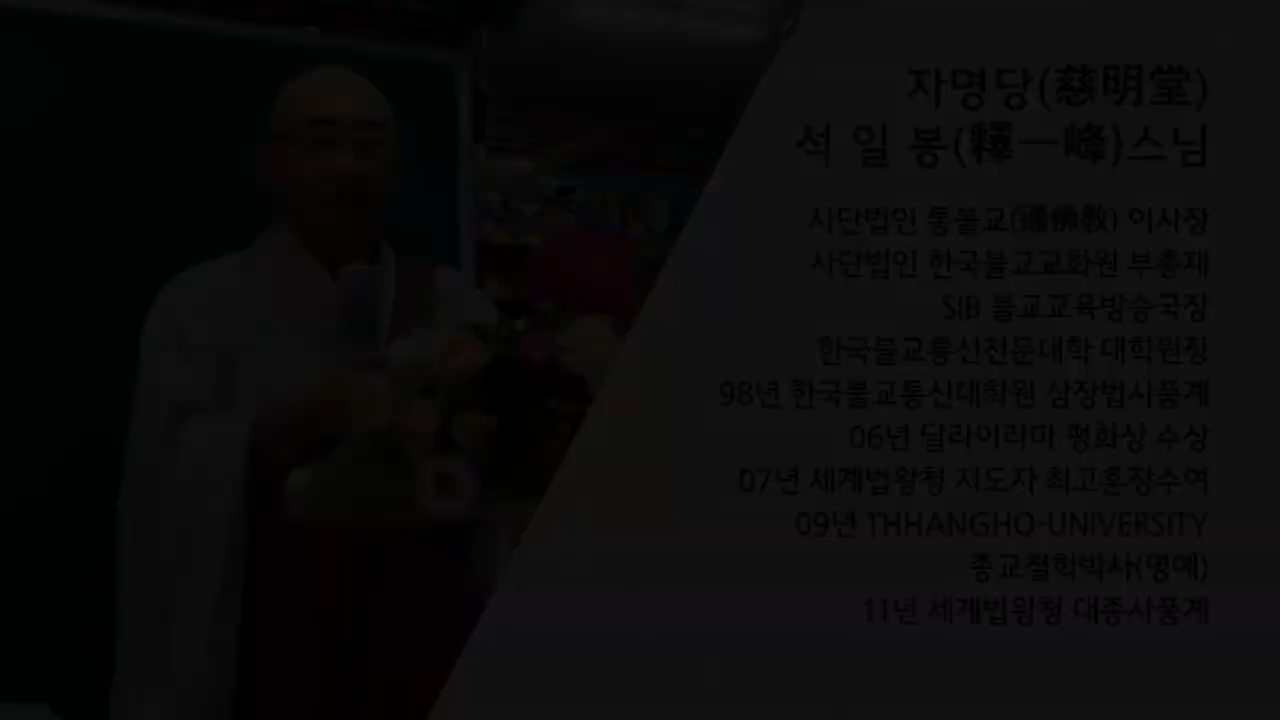 자명당(慈明堂)
석 일 봉(釋一峰)스님
사단법인 통불교(通佛敎) 이사장
사단법인 한국불교교화원 부총재
SIB 불교교육방송국장
한국불교통신전문대학 대학원장
98년 한국불교통신대학원 삼장법사품계
06년 달라이라마 평화상 수상
07년 세계법왕청 지도자 최고훈장수여
09년 THHANGHO-UNIVERSITY
종교철학박사(명예)
11년 세계법왕청 대종사품계